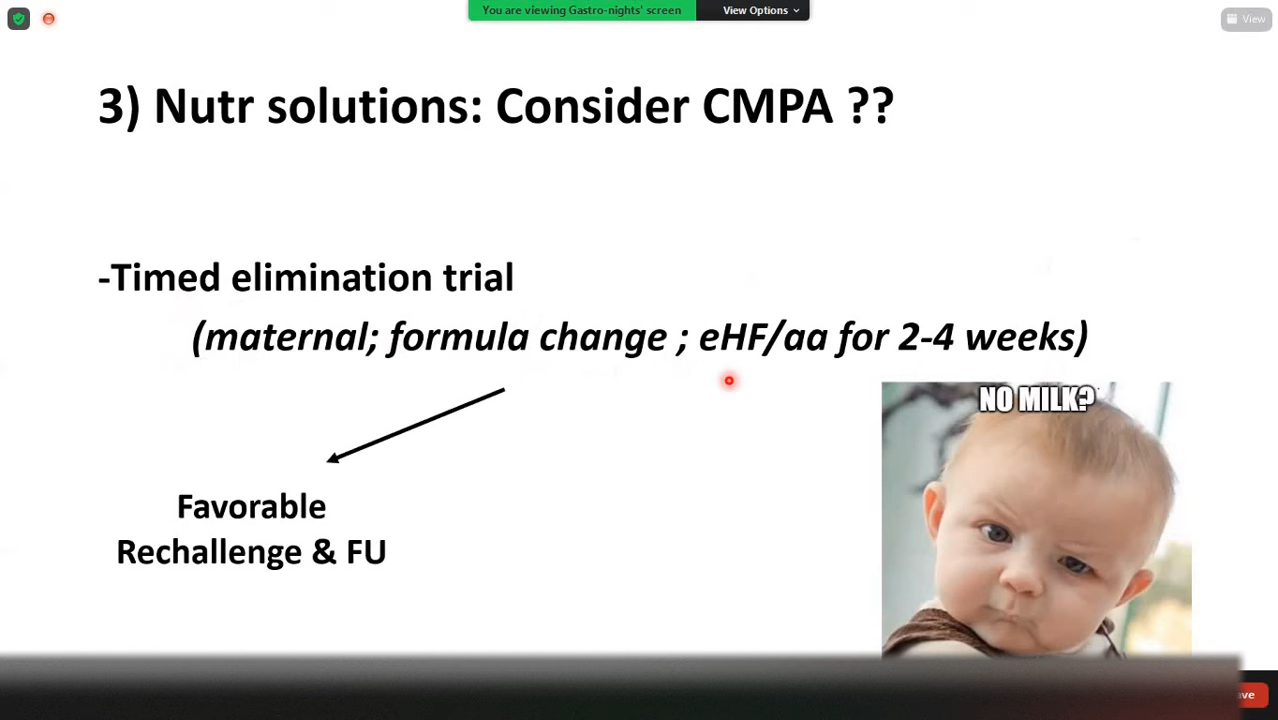 You are viewing Gastro-nights' screen
View Options
View
3) Nutr solutions: Consider CMPA ??
-Timed elimination trial
(maternal; formula change ; eHF/aa for 2-4 weeks)
NO MILK?
Favorable
Rechallenge & FU